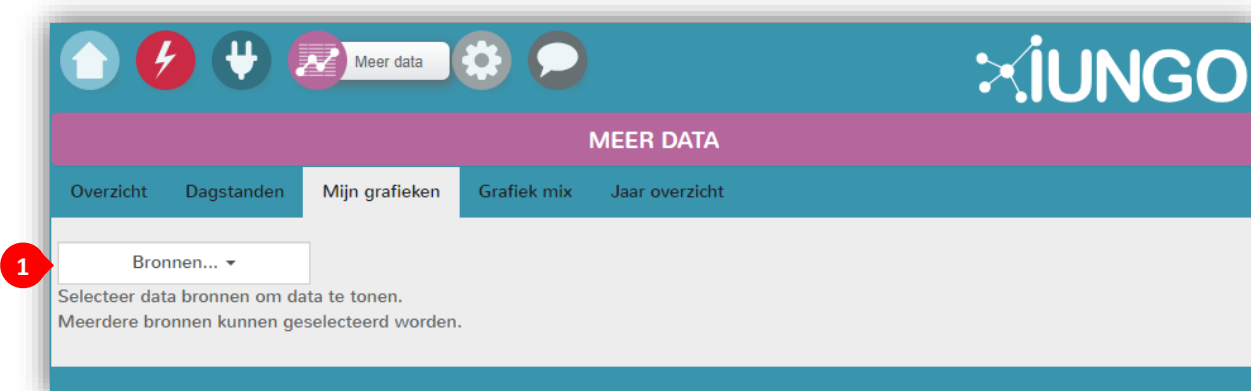 Meer data
iUNGO
MEER DATA
Overzicht Dagstanden Mijn grafieken Grafiek mix Jaar overzicht
1
Bronnen...
Selecteer data bronnen om data te tonen.
Meerdere bronnen kunnen geselecteerd worden.